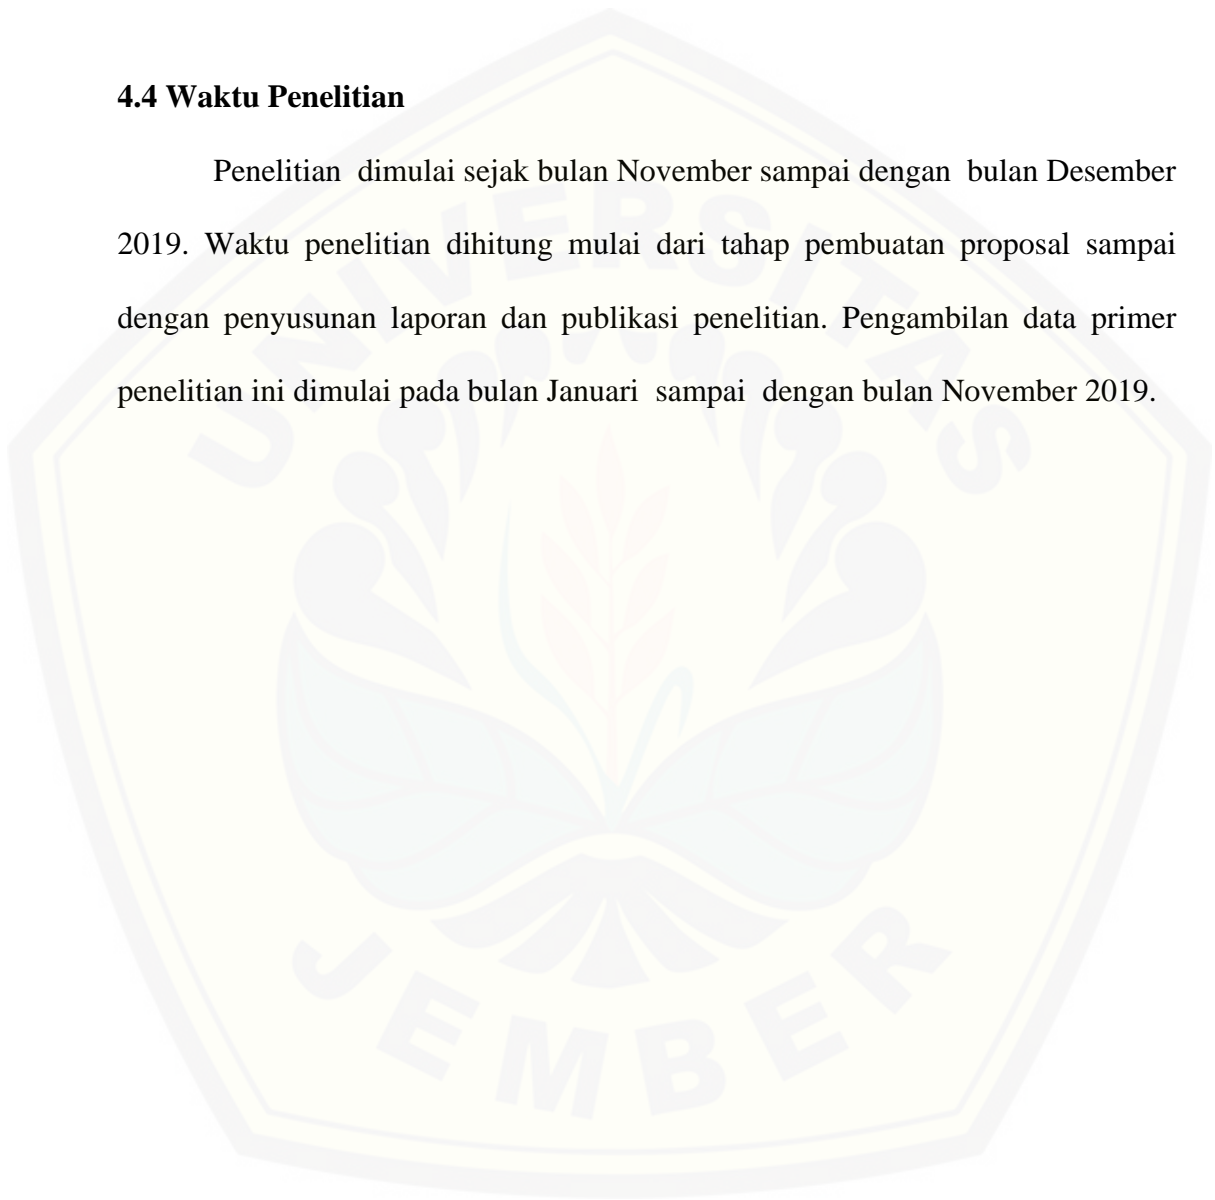 4.4 Waktu Penelitian
Penelitian dimulai sejak bulan November sampai dengan bulan Desember
2019. Waktu penelitian dihitung mulai dari tahap pembuatan proposal sampai
dengan penyusunan laporan dan publikasi penelitian. Pengambilan data primer
penelitian ini dimulai pada bulan Januari sampai dengan bulan November 2019.
UNIVERSITAS
JEMBER